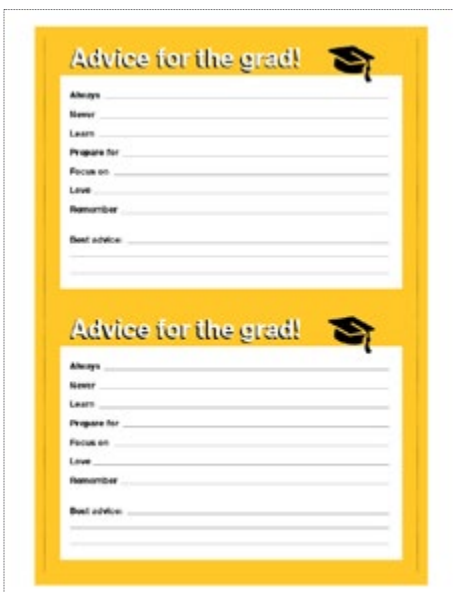 Advice for the grad!
Always
Never
Learn
Prepare for
Focus on
Love
Remember
Best advice:
Advice for the grad!
Always
Never
Learn
Prepare for
Focus on
Love
Remember
Best advice: